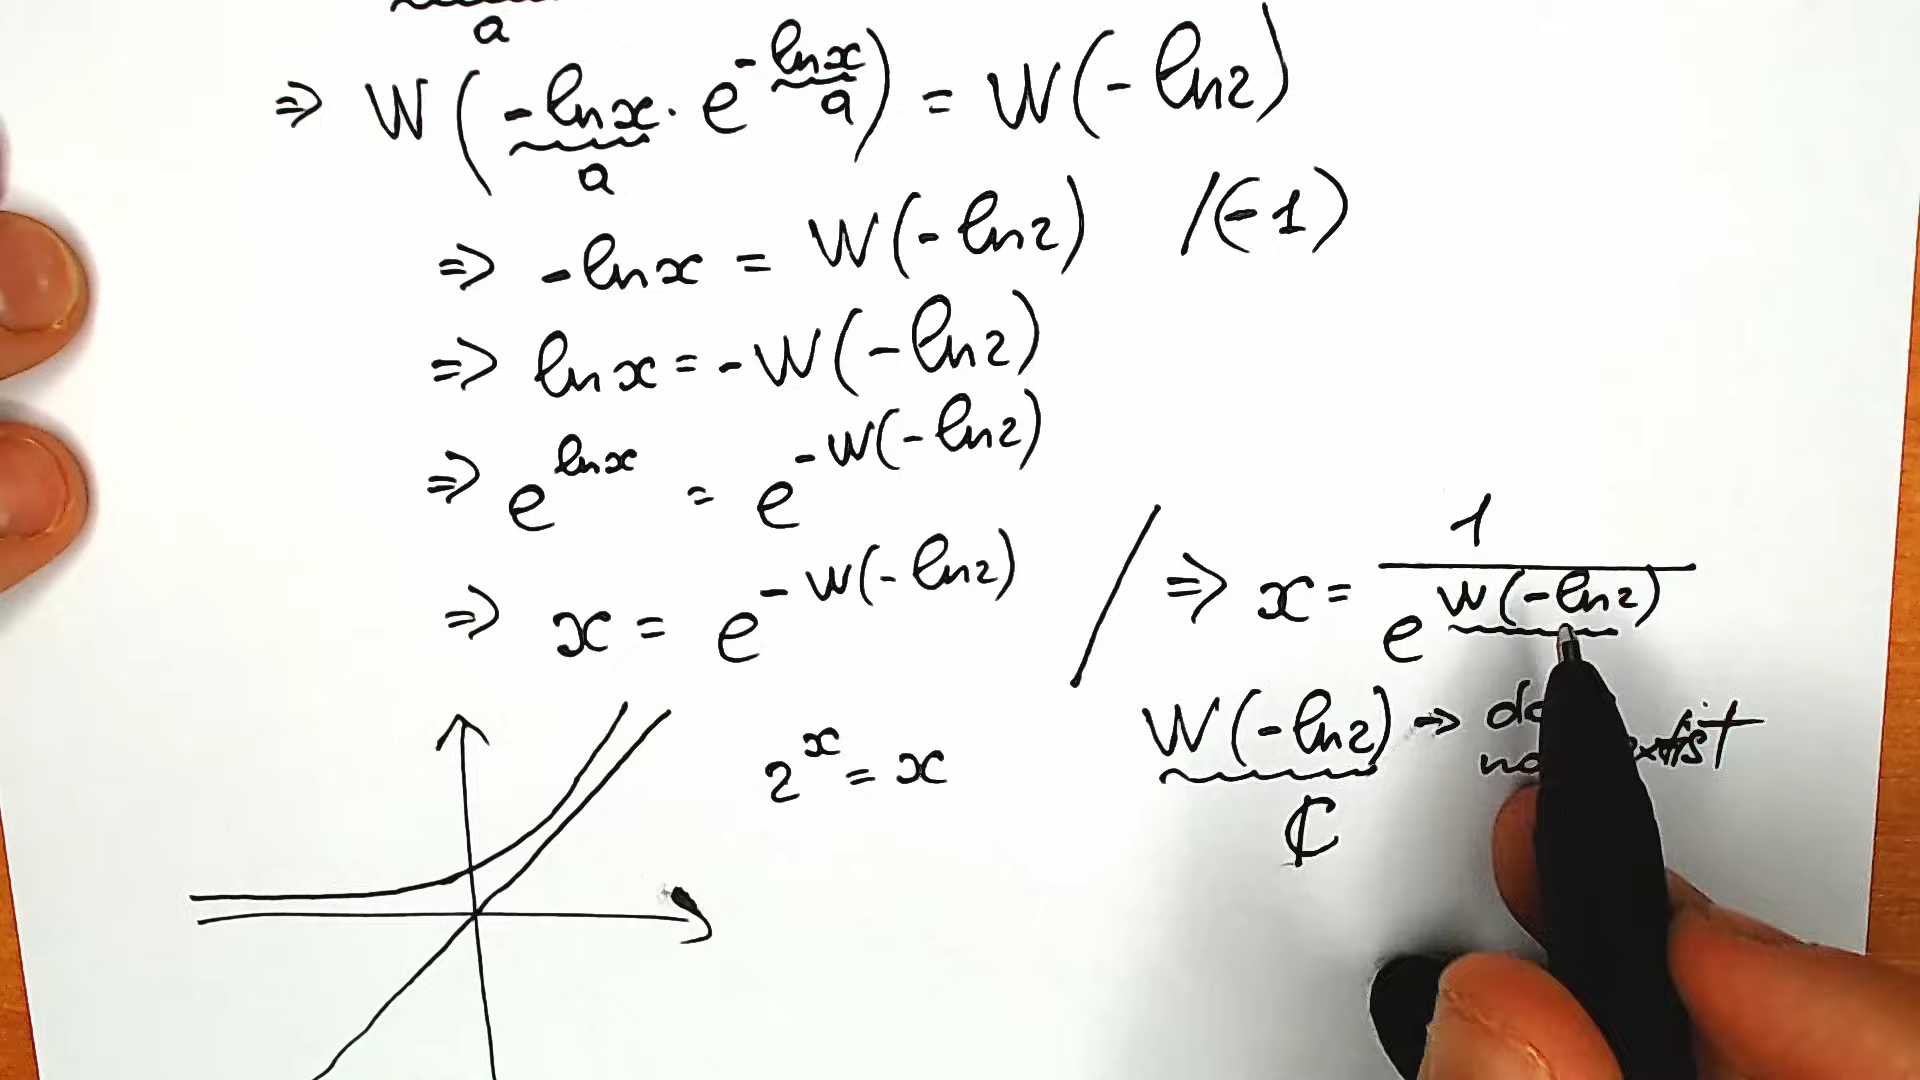 a
⇒ W(-lnx · e^-lnx) = W(-ln2)
a a
⇒ -lnx = W(-ln2) /(-1)
⇒ lnx = -W(-ln2)
⇒ e^lnx = e^-W(-ln2)
⇒ x = e^-W(-ln2) / ⇒ x = 1/e^W(-ln2)
2^x = x
W(-ln2) ⇒
ℂ